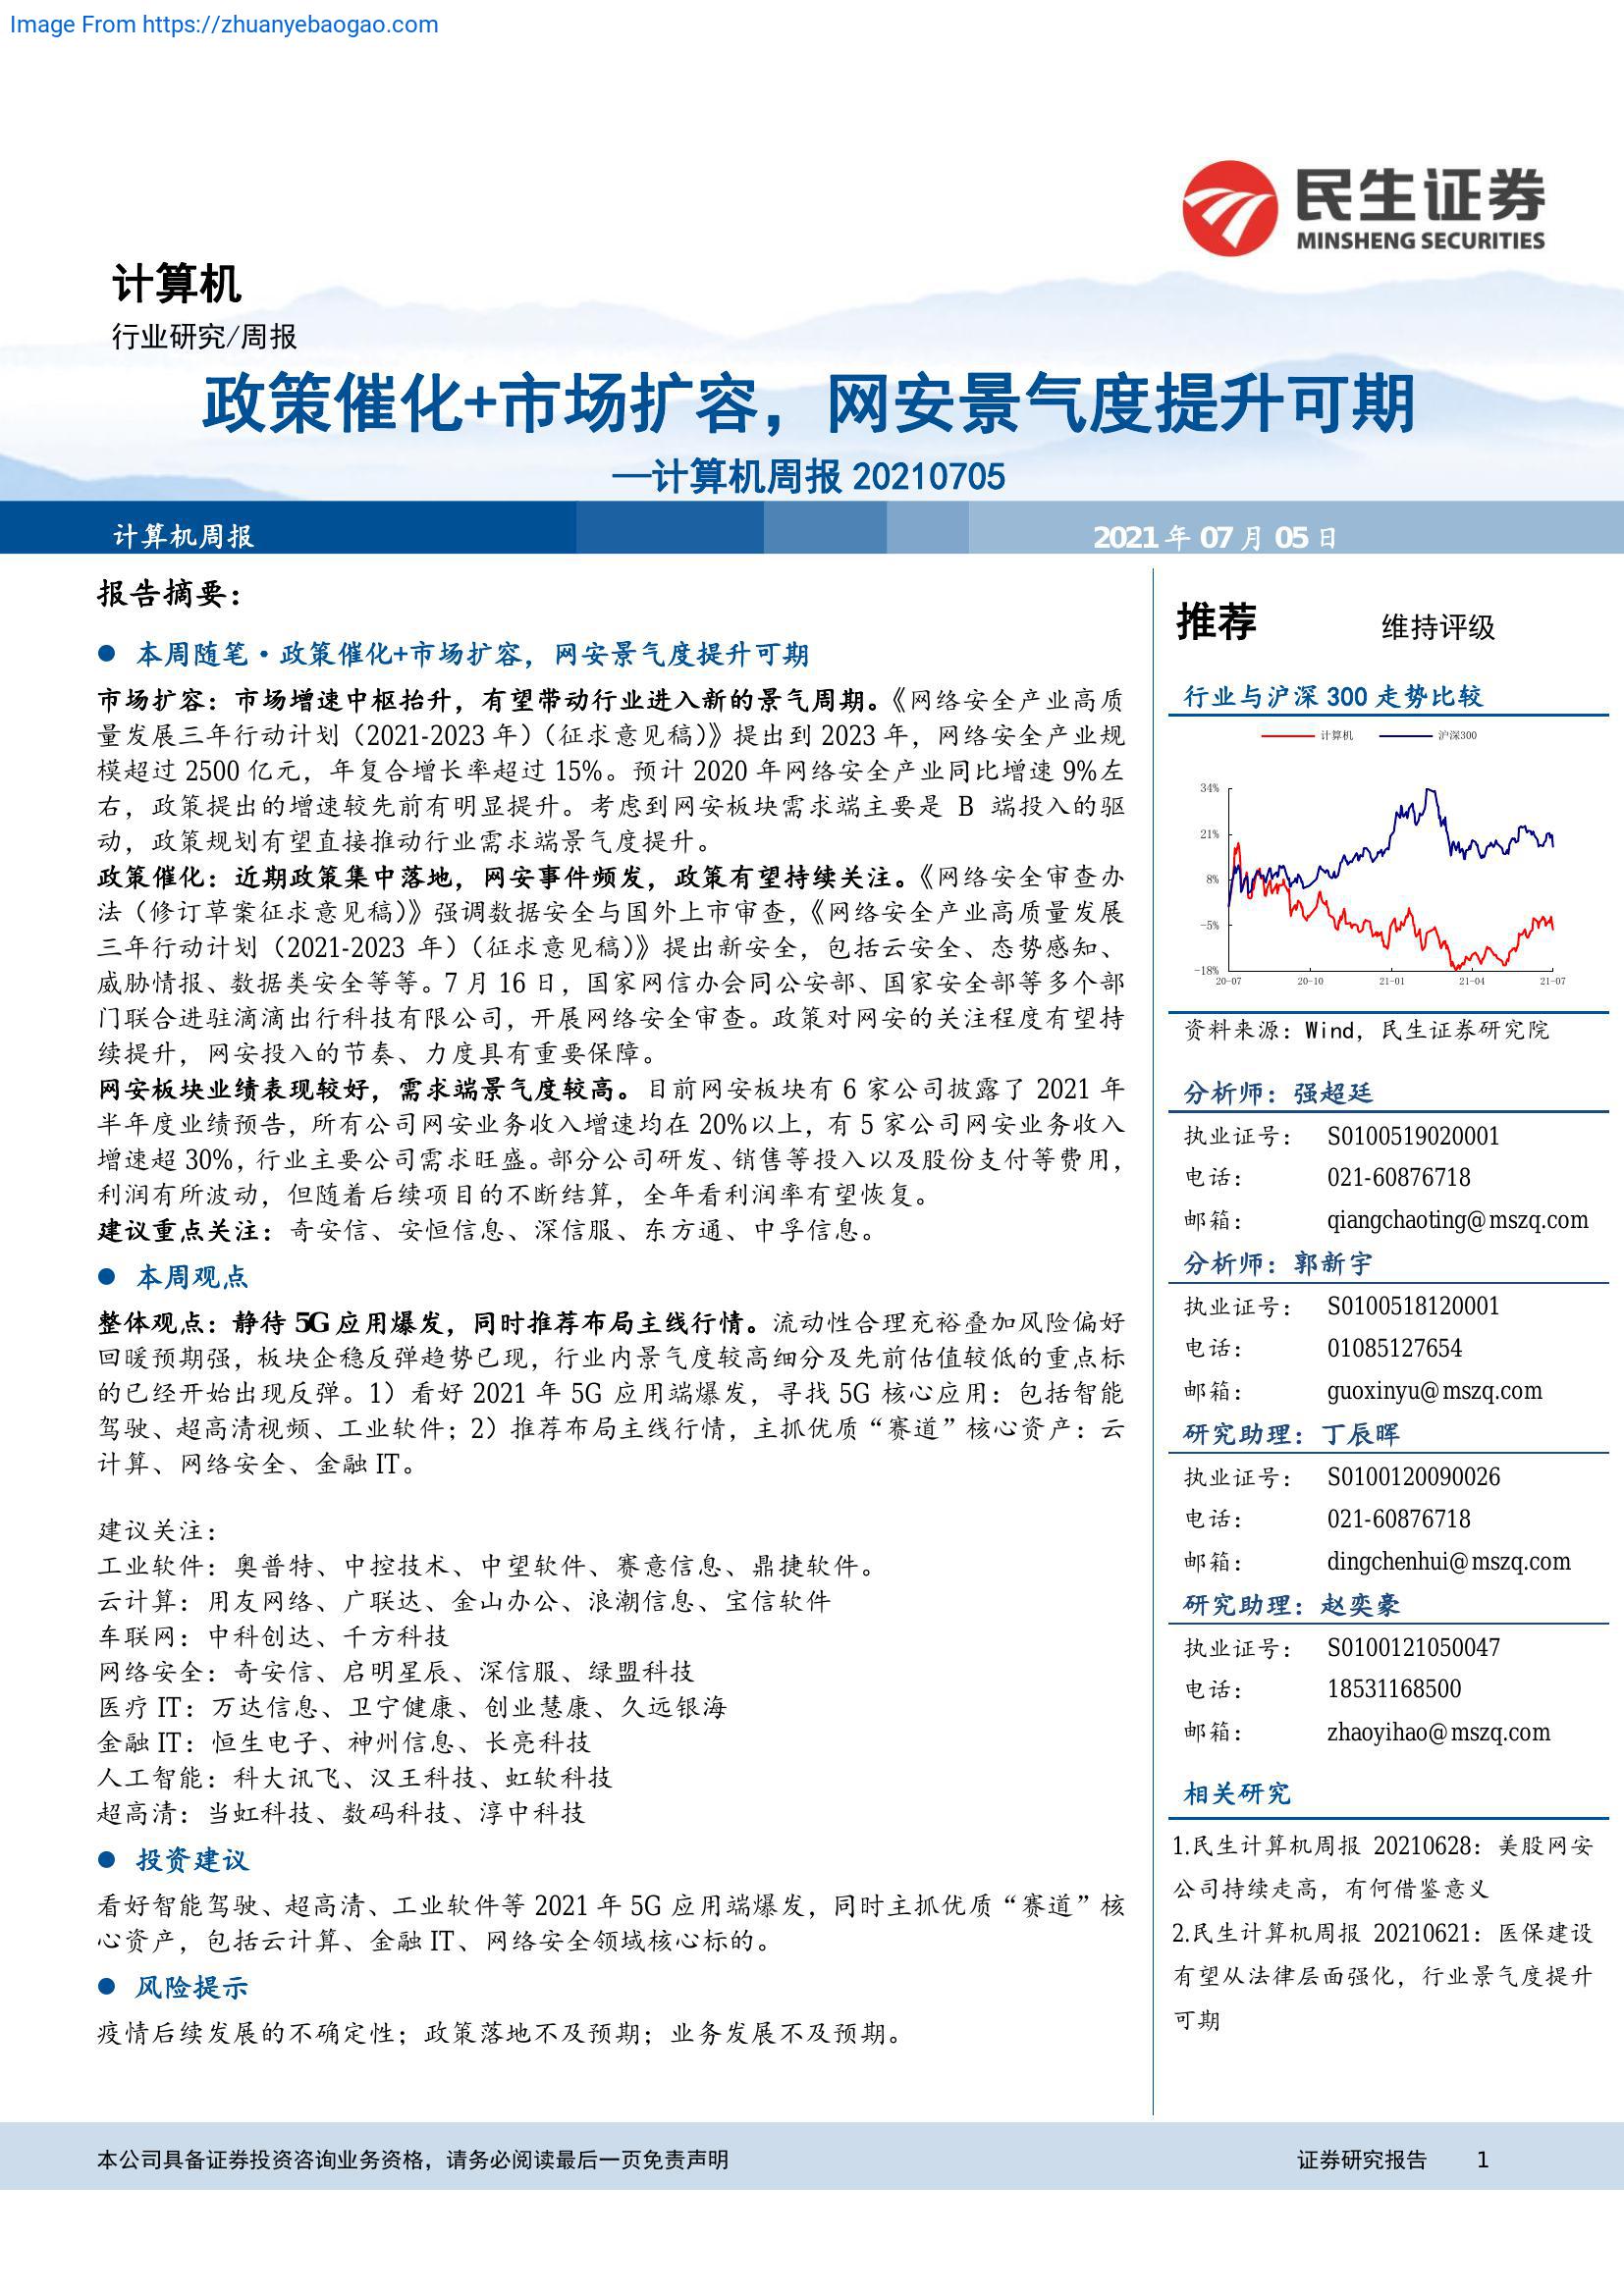 Image From https://zhuanyebaogao.com
民生证券
MINSHENG SECURITIES
计算机
行业研究/周报
政策催化+市场扩容，网安景气度提升可期
—计算机周报 20210705
计算机周报
2021 年 07 月 05 日
报告摘要：
● 本周随笔·政策催化+市场扩容，网安景气度提升可期
市场扩容：市场增速中枢抬升，有望带动行业进入新的景气周期。《网络安全产业高质
量发展三年行动计划（2021-2023 年）（征求意见稿）》提出到 2023 年，网络安全产业规
模超过 2500 亿元，年复合增长率超过 15%。预计 2020 年网络安全产业同比增速 9%左
右，政策提出的增速较先前有明显提升。考虑到网安板块需求端主要是 B 端投入的驱
动，政策规划有望直接推动行业需求端景气度提升。
政策催化：近期政策集中落地，网安事件频发，政策有望持续关注。《网络安全审查办
法（修订草案征求意见稿）》强调数据安全与国外上市审查，《网络安全产业高质量发展
三年行动计划（2021-2023 年）（征求意见稿）》提出新安全，包括云安全、态势感知、
威胁情报、数据类安全等等。7 月 16 日，国家网信办会同公安部、国家安全部等多个部
门联合进驻滴滴出行科技有限公司，开展网络安全审查。政策对网安的关注程度有望持
续提升，网安投入的节奏、力度具有重要保障。
网安板块业绩表现较好，需求端景气度较高。目前网安板块有 6 家公司披露了 2021 年
半年度业绩预告，所有公司网安业务收入增速均在 20%以上，有 5 家公司网安业务收入
增速超 30%，行业主要公司需求旺盛。部分公司研发、销售等投入以及股份支付等费用，
利润有所波动，但随着后续项目的不断结算，全年看利润率有望恢复。
建议重点关注：奇安信、安恒信息、深信服、东方通、中孚信息。
● 本周观点
整体观点：静待 5G 应用爆发，同时推荐布局主线行情。流动性合理充裕叠加风险偏好
回暖预期强，板块企稳反弹趋势已现，行业内景气度较高细分及先前估值较低的重点标
的已经开始出现反弹。1）看好 2021 年 5G 应用端爆发，寻找 5G 核心应用：包括智能
驾驶、超高清视频、工业软件；2）推荐布局主线行情，主抓优质“赛道”核心资产：云
计算、网络安全、金融 IT。
建议关注：
工业软件：奥普特、中控技术、中望软件、赛意信息、鼎捷软件。
云计算：用友网络、广联达、金山办公、浪潮信息、宝信软件
车联网：中科创达、千方科技
网络安全：奇安信、启明星辰、深信服、绿盟科技
医疗 IT：万达信息、卫宁健康、创业慧康、久远银海
金融 IT：恒生电子、神州信息、长亮科技
人工智能：科大讯飞、汉王科技、虹软科技
超高清：当虹科技、数码科技、淳中科技
● 投资建议
看好智能驾驶、超高清、工业软件等 2021 年 5G 应用端爆发，同时主抓优质“赛道”核
心资产，包括云计算、金融 IT、网络安全领域核心标的。
● 风险提示
疫情后续发展的不确定性；政策落地不及预期；业务发展不及预期。
推荐 维持评级
行业与沪深 300 走势比较
计算机 沪深300
34%
21%
8%
-5%
-18%
20-07 20-10 21-01 21-04 21-07
资料来源：Wind，民生证券研究院
分析师：强超廷
执业证号： S0100519020001
电话： 021-60876718
邮箱： qiangchaoting@mszq.com
分析师：郭新宇
执业证号： S0100518120001
电话： 01085127654
邮箱： guoxinyu@mszq.com
研究助理：丁辰晖
执业证号： S0100120090026
电话： 021-60876718
邮箱： dingchenhui@mszq.com
研究助理：赵奕豪
执业证号： S0100121050047
电话： 18531168500
邮箱： zhaoyihao@mszq.com
相关研究
1.民生计算机周报 20210628：美股网安
公司持续走高，有何借鉴意义
2.民生计算机周报 20210621：医保建设
有望从法律层面强化，行业景气度提升
可期
本公司具备证券投资咨询业务资格，请务必阅读最后一页免责声明
证券研究报告 1